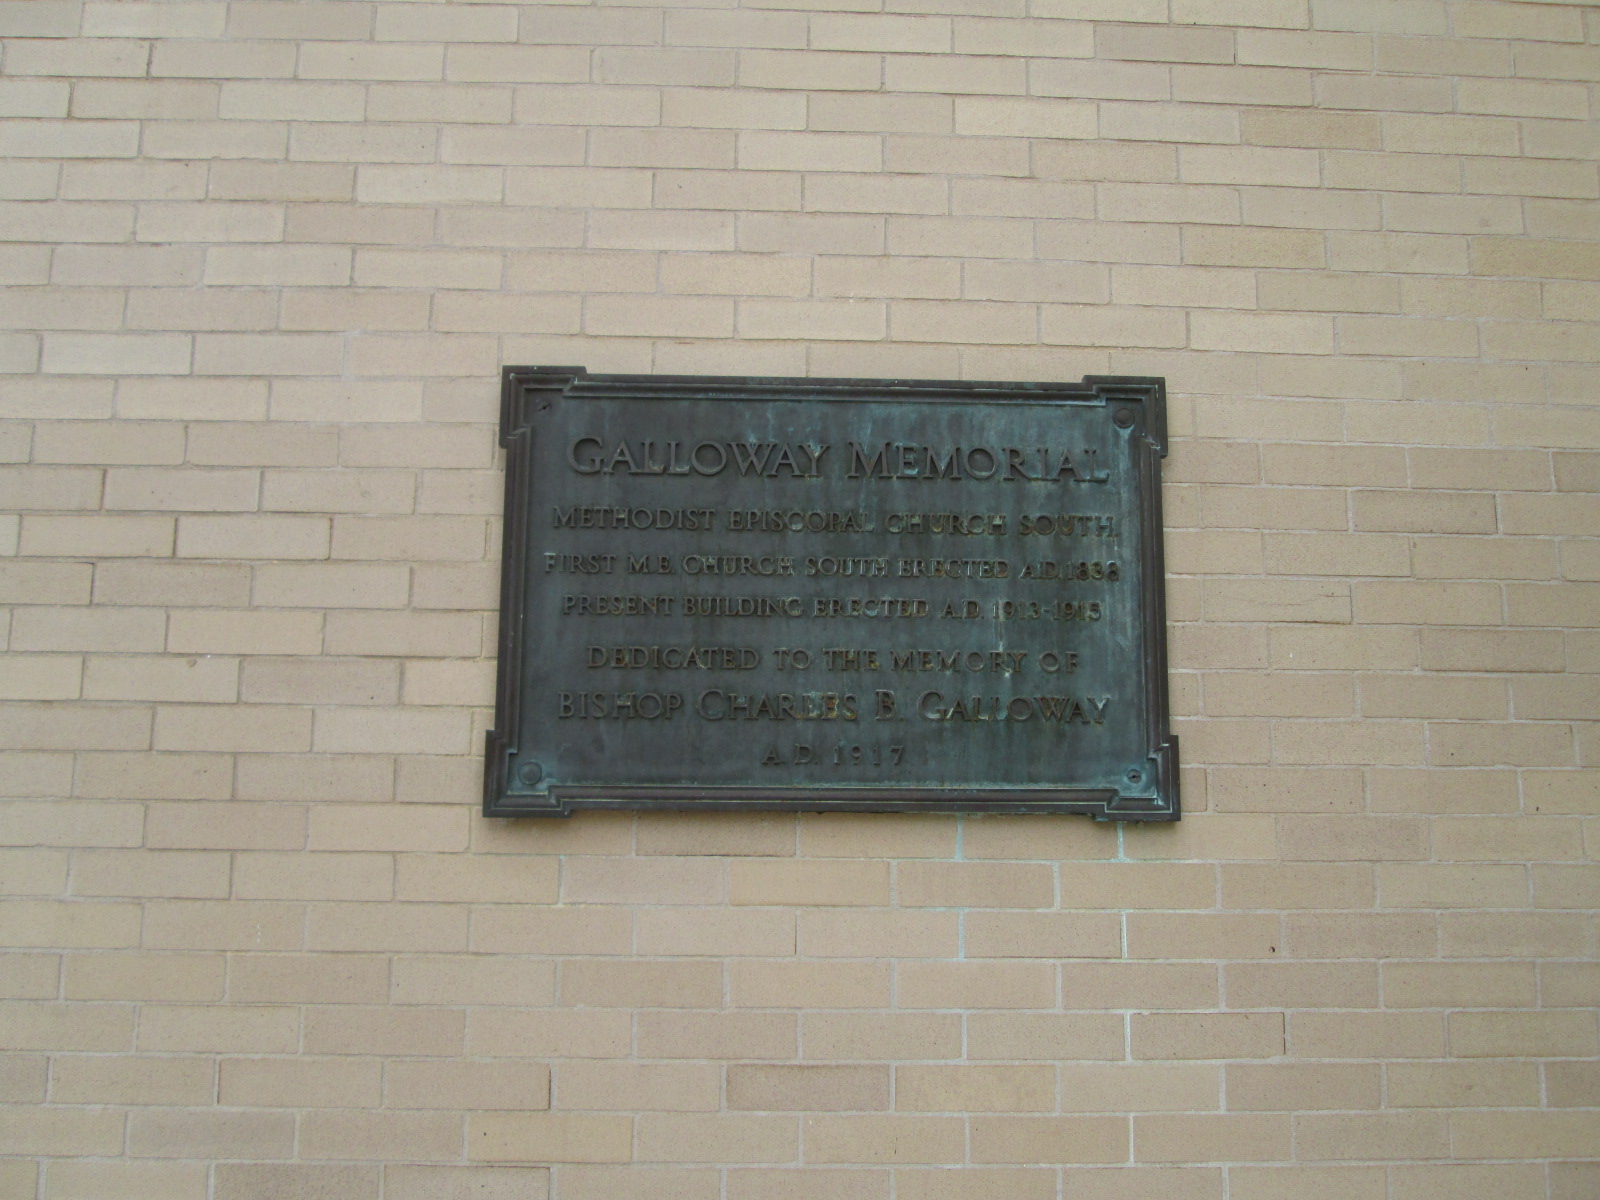 GALLOWAY MEMORIAL
METHODIST EPISCOPAL CHURCH SOUTH,
FIRST M.E. CHURCH SOUTH ERECTED A.D. 1838
PRESENT BUILDING ERECTED A.D. 1913-1915
DEDICATED TO THE MEMORY OF
BISHOP CHARLES B. GALLOWAY
A.D. 1917